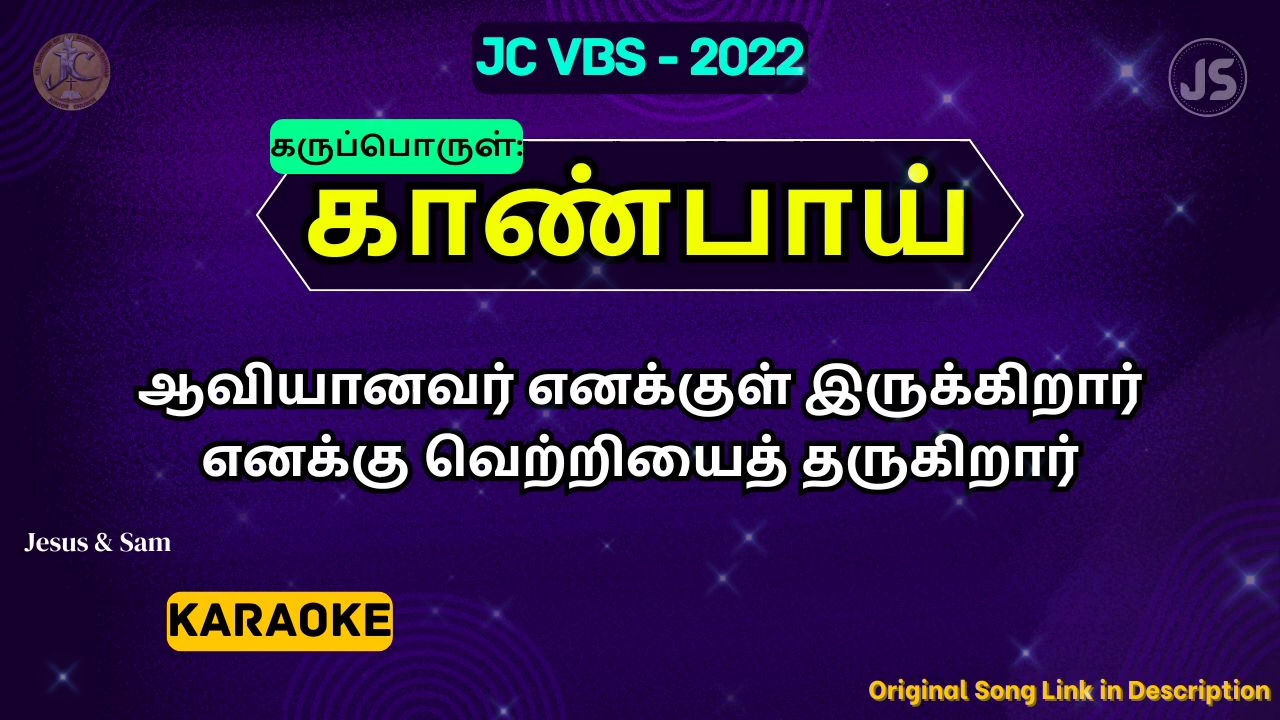 JC VBS - 2022
JC
JS
கருப்பொருள்:
காண்பாய்
ஆவியானவர் எனக்குள் இருக்கிறார்
எனக்கு வெற்றியைத் தருகிறார்
Jesus & Sam
KARAOKE
Original Song Link in Description